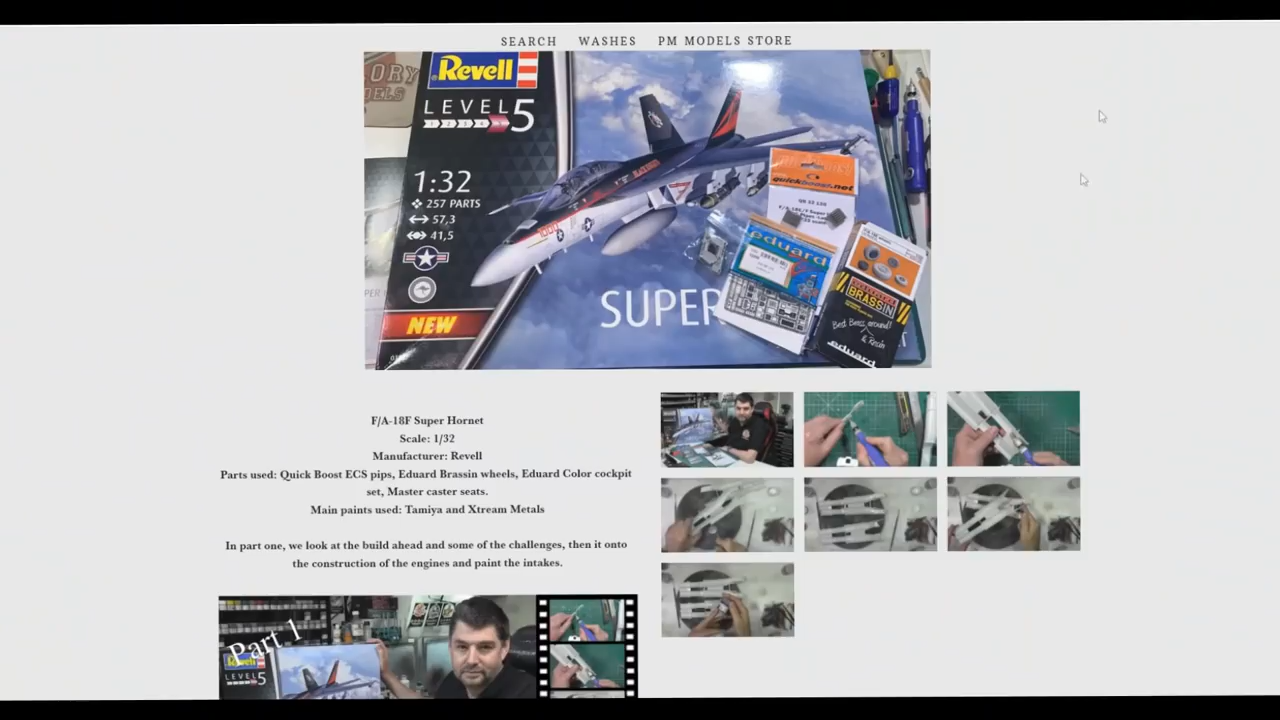 SEARCH WASHES PM MODELS STORE
Revell
LEVEL 5
1:32
257 PARTS
57,3
41,5
NEW
SUPER
quickboost.net
eduard
BRASSIN
Best Brass around!
& Resin
eduard
F/A-18F Super Hornet
Scale: 1/32
Manufacturer: Revell
Parts used: Quick Boost ECS pips, Eduard Brassin wheels, Eduard Color cockpit
set, Master caster seats.
Main paints used: Tamiya and Xtream Metals
In part one, we look at the build ahead and some of the challenges, then it onto
the construction of the engines and paint the intakes.
Part 1
Revell
LEVEL 5